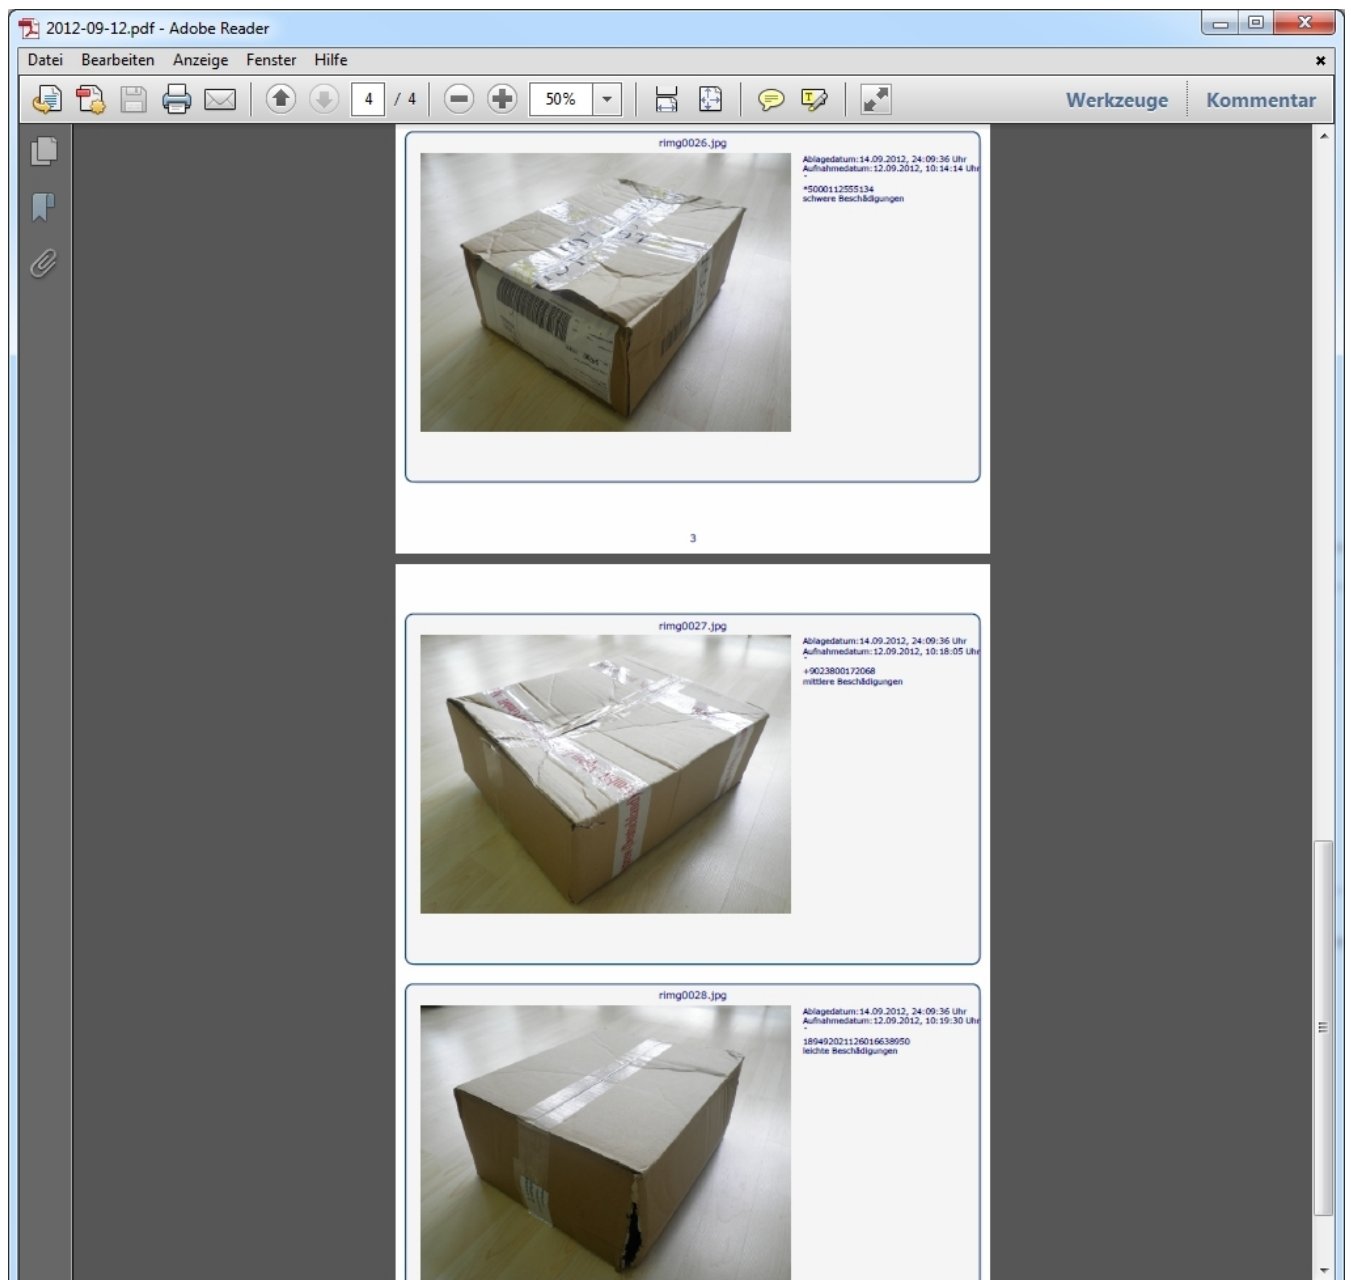 2012-09-12.pdf - Adobe Reader
Datei Bearbeiten Anzeige Fenster Hilfe
4 / 4 50% Werkzeuge Kommentar
rimg0026.jpg
Ablagedatum:14.09.2012, 24:09:36 Uhr
Aufnahmedatum:12.09.2012, 10:14:14 Uhr
*5000112555134
schwere Beschädigungen
3
rimg0027.jpg
Ablagedatum:14.09.2012, 24:09:36 Uhr
Aufnahmedatum:12.09.2012, 10:18:05 Uhr
+9023800172068
mittlere Beschädigungen
rimg0028.jpg
Ablagedatum:14.09.2012, 24:09:36 Uhr
Aufnahmedatum:12.09.2012, 10:19:30 Uhr
189492021126016638950
leichte Beschädigungen